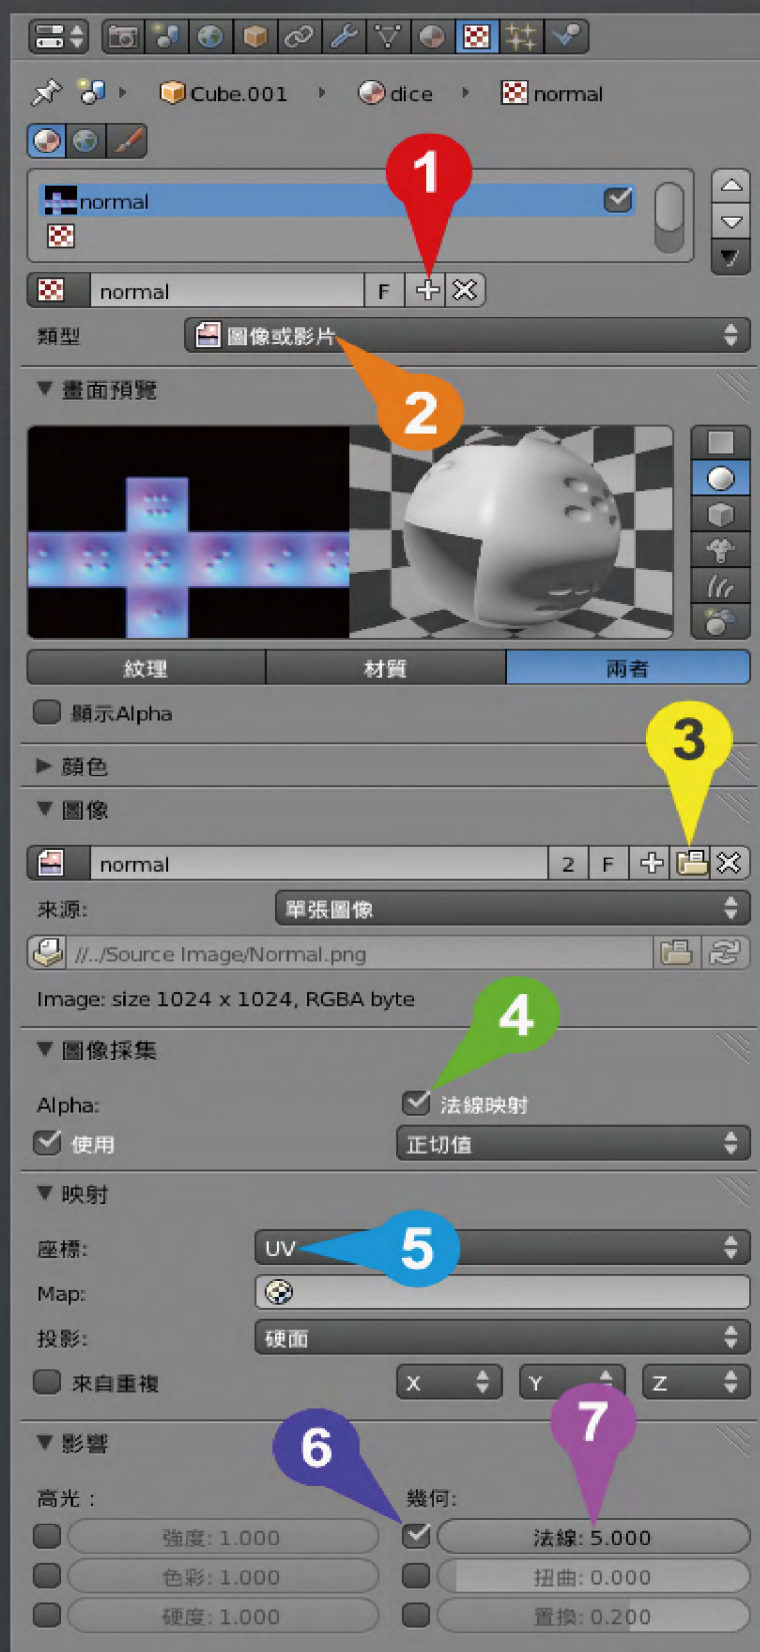 Cube.001 dice normal
1
normal
normal F
類型 圖像或影片
2
畫面預覽
紋理 材質 兩者
顯示Alpha
3
顏色
圖像
normal 2 F
來源: 單張圖像
//../Source Image/Normal.png
Image: size 1024 x 1024, RGBA byte
4
圖像採集
Alpha: 法線映射
使用 正切值
映射
座標: UV 5
Map:
投影: 硬面
來自重複 X Y Z
7
影響
6
高光： 幾何:
強度: 1.000 法線: 5.000
色彩: 1.000 扭曲: 0.000
硬度: 1.000 置換: 0.200